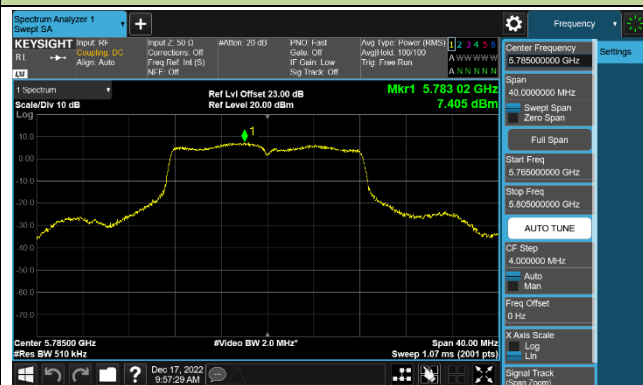 Spectrum Analyzer 1
Swept SA
Frequency
KEYSIGHT
Input: RF
Coupling: DC
Align: Auto
Input Z: 50 Ω
Corrections: Off
Freq Ref: Int (S)
NFE: Off
#Atten: 20 dB
PNO: Fast
Gate: Off
IF Gain: Low
Sig Track: Off
Avg Type: Power (RMS)
Avg|Hold: 100/100
Trig: Free Run
1 2 3 4 5 6
A W W W W W
A N N N N N
RL
LXI
Center Frequency
5.785000000 GHz
Settings
1 Spectrum
Scale/Div 10 dB
Log
Ref Lvl Offset 23.00 dB
Ref Level 20.00 dBm
Mkr1 5.783 02 GHz
7.405 dBm
Span
40.0000000 MHz
Swept Span
Zero Span
Full Span
Start Freq
5.765000000 GHz
Stop Freq
5.805000000 GHz
AUTO TUNE
CF Step
4.000000 MHz
Auto
Man
Freq Offset
0 Hz
X Axis Scale
Log
Lin
Signal Track
(Span Zoom)
1
10.0
0.00
-10.0
-20.0
-30.0
-40.0
-50.0
-60.0
-70.0
Center 5.78500 GHz
#Res BW 510 kHz
#Video BW 2.0 MHz*
Span 40.00 MHz
Sweep 1.07 ms (2001 pts)
?
Dec 17, 2022
9:57:29 AM